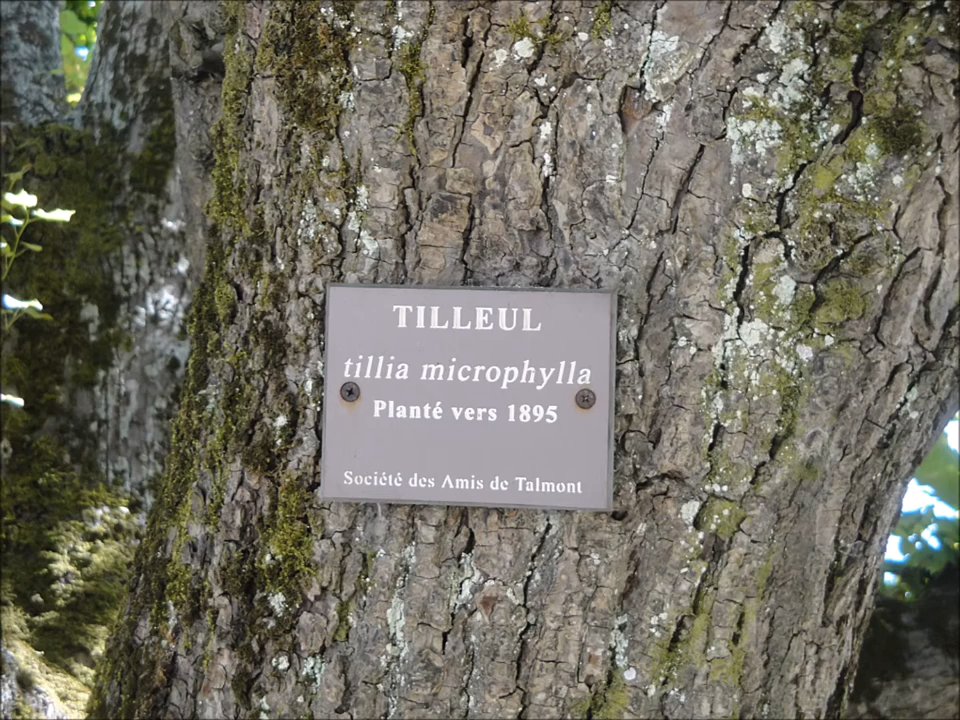 TILLEUL
tillia microphylla
Planté vers 1895
Société des Amis de Talmont